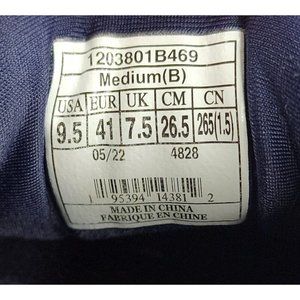 1203801B469
Medium(B)
USA EUR UK CM CN
9.5 41 7.5 26.5 265(1.5)
05/22 4828
1 95394 14381 2
MADE IN CHINA
FABRIQUE EN CHINE